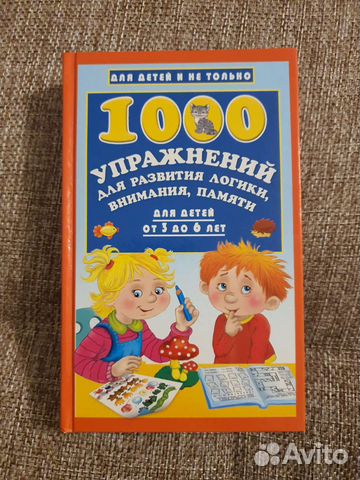 ДЛЯ ДЕТЕЙ И НЕ ТОЛЬКО
1000
УПРАЖНЕНИЙ
ДЛЯ РАЗВИТИЯ ЛОГИКИ,
ВНИМАНИЯ, ПАМЯТИ
ДЛЯ ДЕТЕЙ
ОТ 3 ДО 6 ЛЕТ
Avito